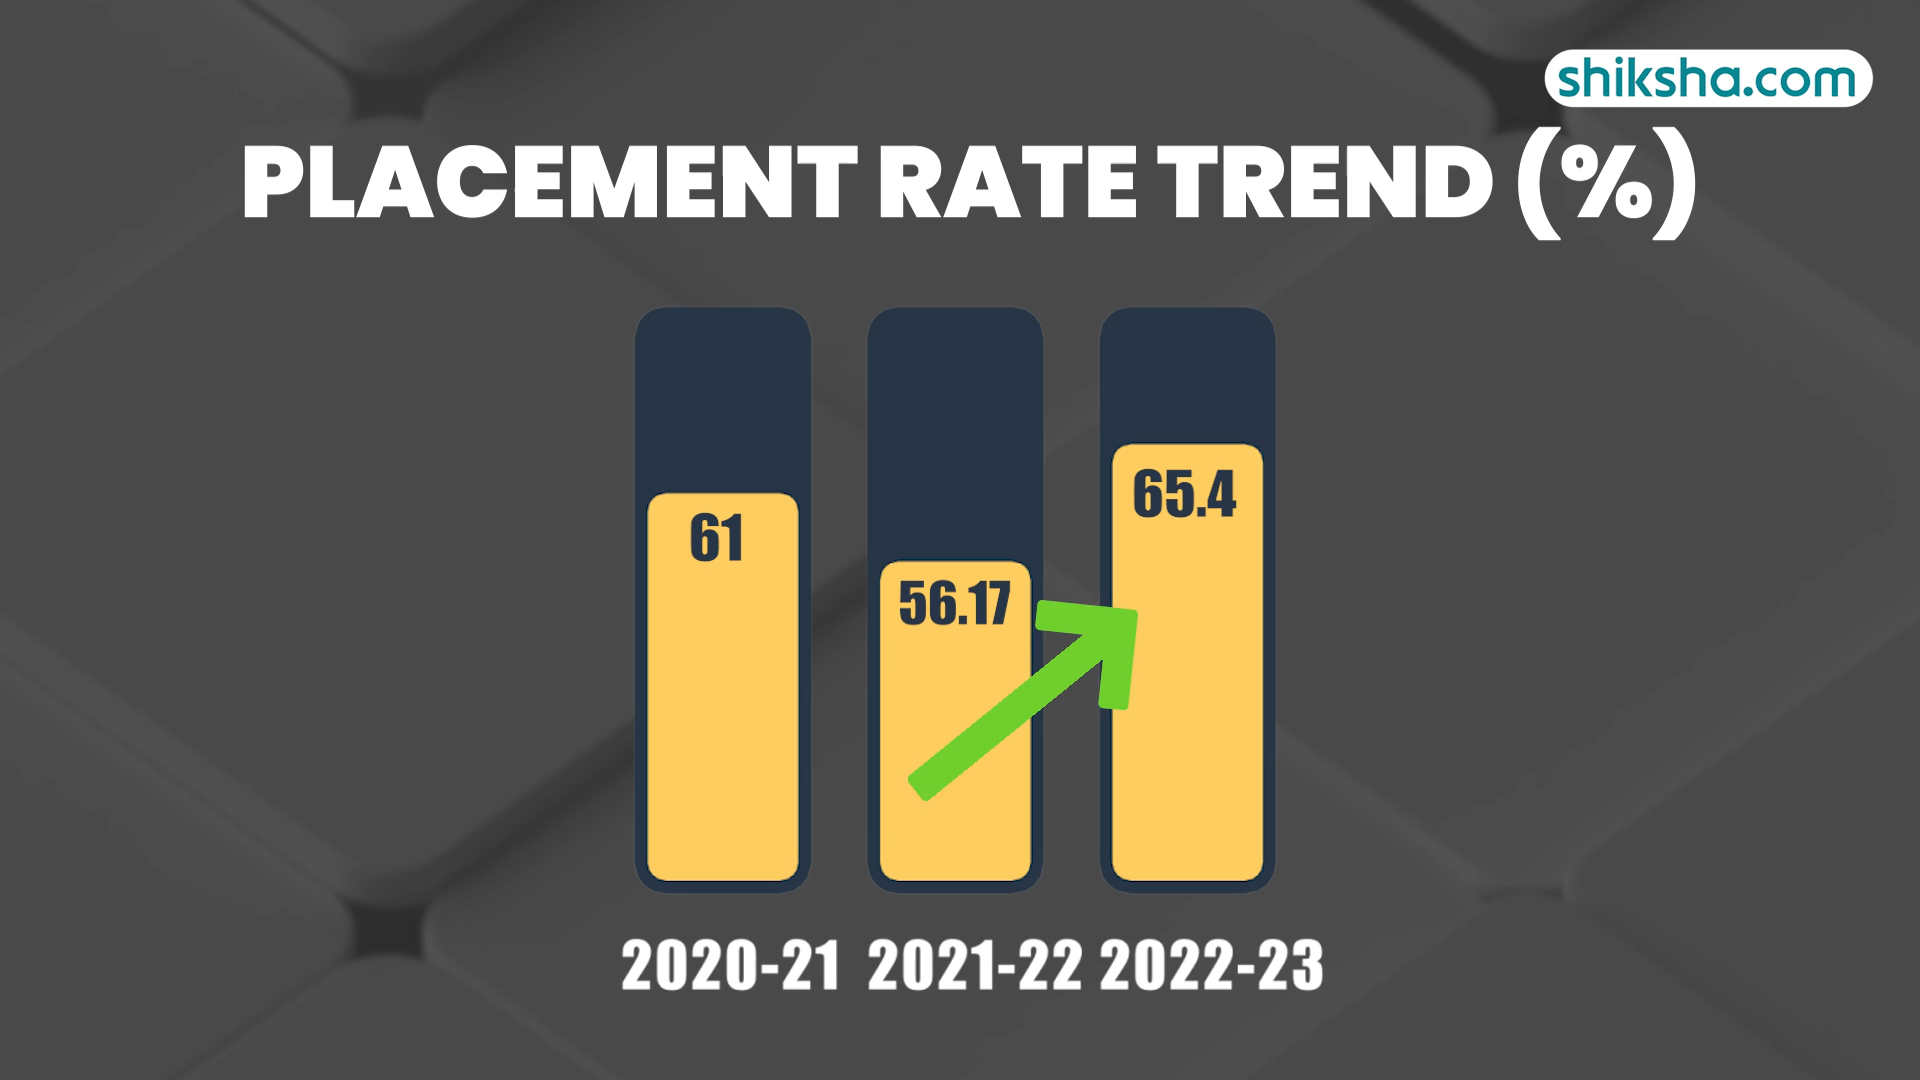 shiksha.com
PLACEMENT RATE TREND (%)
61
56.17
65.4
2020-21 2021-22 2022-23